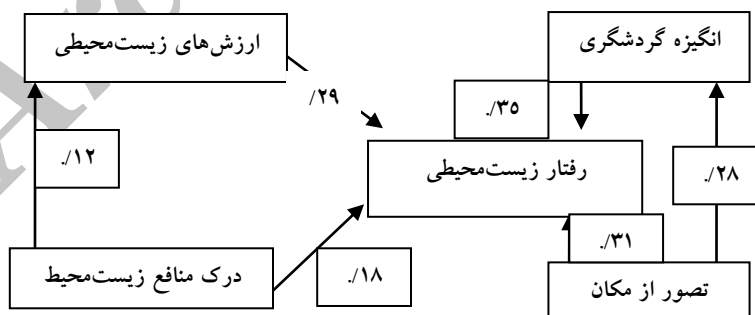 انگیزه گردشگری
ارزش‌های زیست‌محیطی
/۲۹
./۳۵
رفتار زیست‌محیطی
./۱۲
./۲۸
./۳۱
./۱۸
درک منافع زیست‌محیط
تصور از مکان